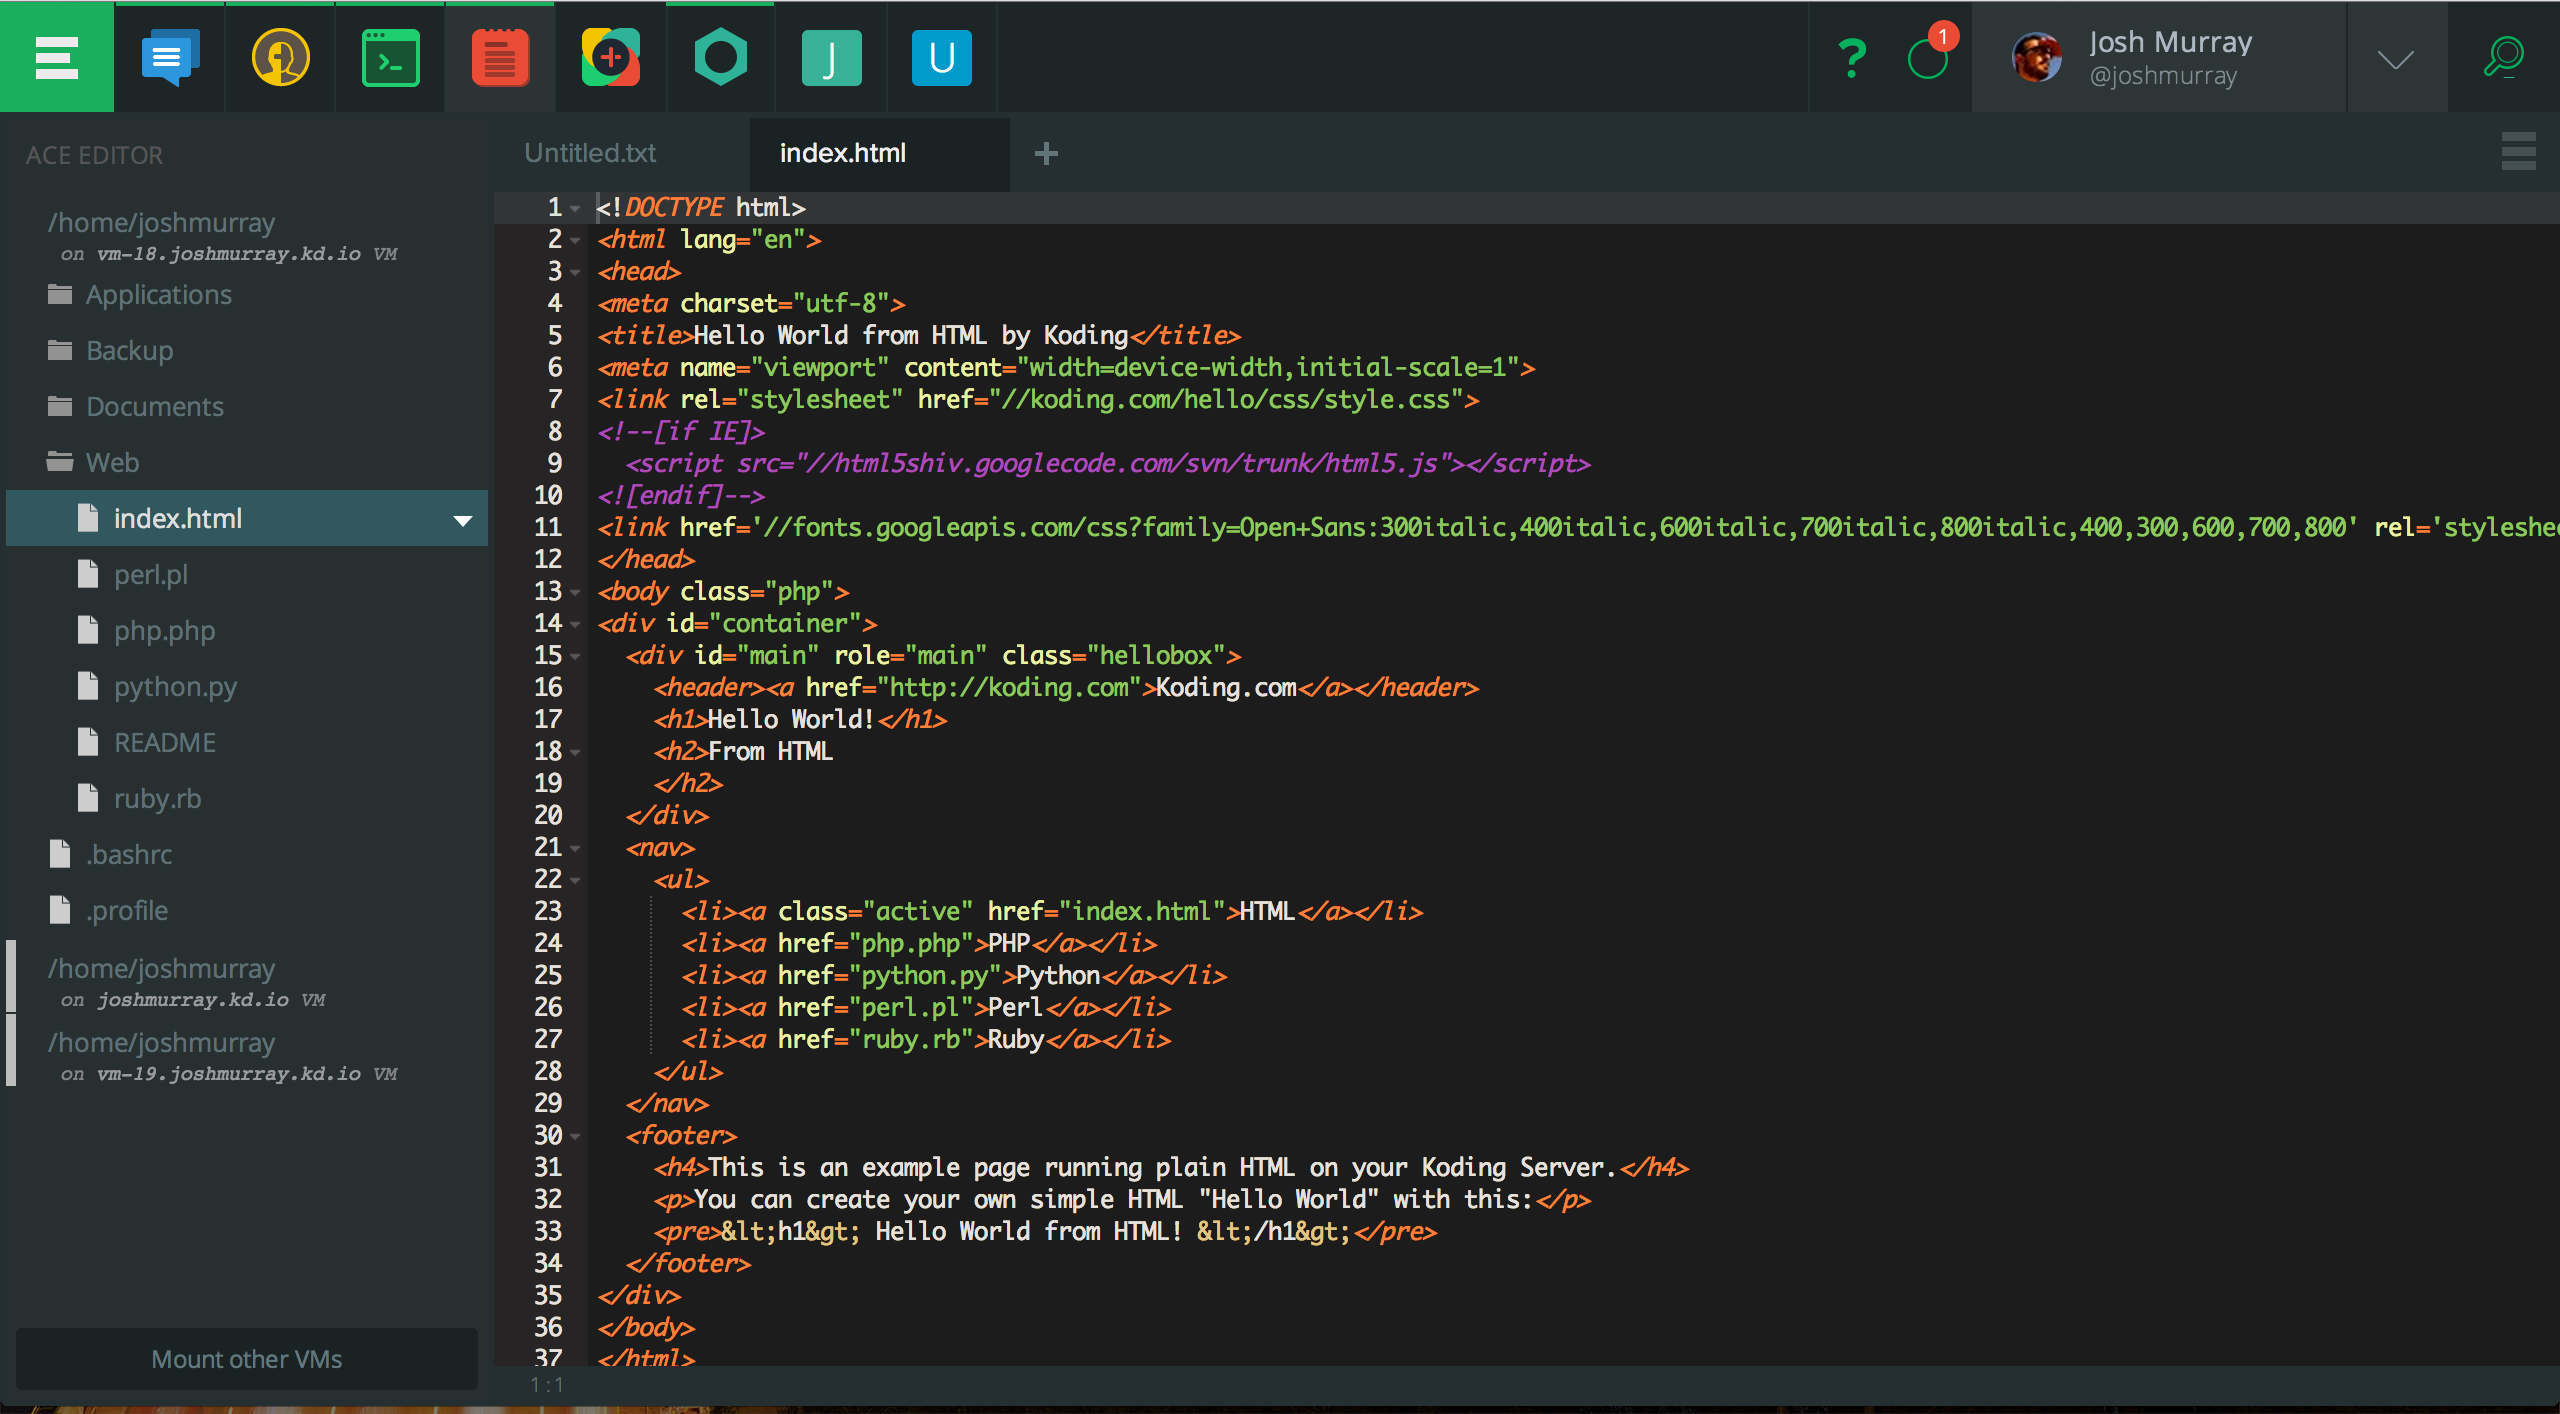 J
U
?
1
Josh Murray
@joshmurray
ACE EDITOR
/home/joshmurray
on vm-18.joshmurray.kd.io VM
Applications
Backup
Documents
Web
index.html
perl.pl
php.php
python.py
README
ruby.rb
.bashrc
.profile
/home/joshmurray
on joshmurray.kd.io VM
/home/joshmurray
on vm-19.joshmurray.kd.io VM
Mount other VMs
Untitled.txt
index.html
+
1 <!DOCTYPE html>
2 <html lang="en">
3 <head>
4 <meta charset="utf-8">
5 <title>Hello World from HTML by Koding</title>
6 <meta name="viewport" content="width=device-width,initial-scale=1">
7 <link rel="stylesheet" href="//koding.com/hello/css/style.css">
8 <!--[if IE]>
9   <script src="//html5shiv.googlecode.com/svn/trunk/html5.js"></script>
10 <![endif]-->
11 <link href='//fonts.googleapis.com/css?family=Open+Sans:300italic,400italic,600italic,700italic,800italic,400,300,600,700,800' rel='styleshe
12 </head>
13 <body class="php">
14 <div id="container">
15   <div id="main" role="main" class="hellobox">
16     <header><a href="http://koding.com">Koding.com</a></header>
17     <h1>Hello World!</h1>
18     <h2>From HTML
19     </h2>
20   </div>
21   <nav>
22     <ul>
23       <li><a class="active" href="index.html">HTML</a></li>
24       <li><a href="php.php">PHP</a></li>
25       <li><a href="python.py">Python</a></li>
26       <li><a href="perl.pl">Perl</a></li>
27       <li><a href="ruby.rb">Ruby</a></li>
28     </ul>
29   </nav>
30   <footer>
31     <h4>This is an example page running plain HTML on your Koding Server.</h4>
32     <p>You can create your own simple HTML "Hello World" with this:</p>
33     <pre>&lt;h1&gt; Hello World from HTML! &lt;/h1&gt;</pre>
34   </footer>
35 </div>
36 </body>
37 </html>
1:1